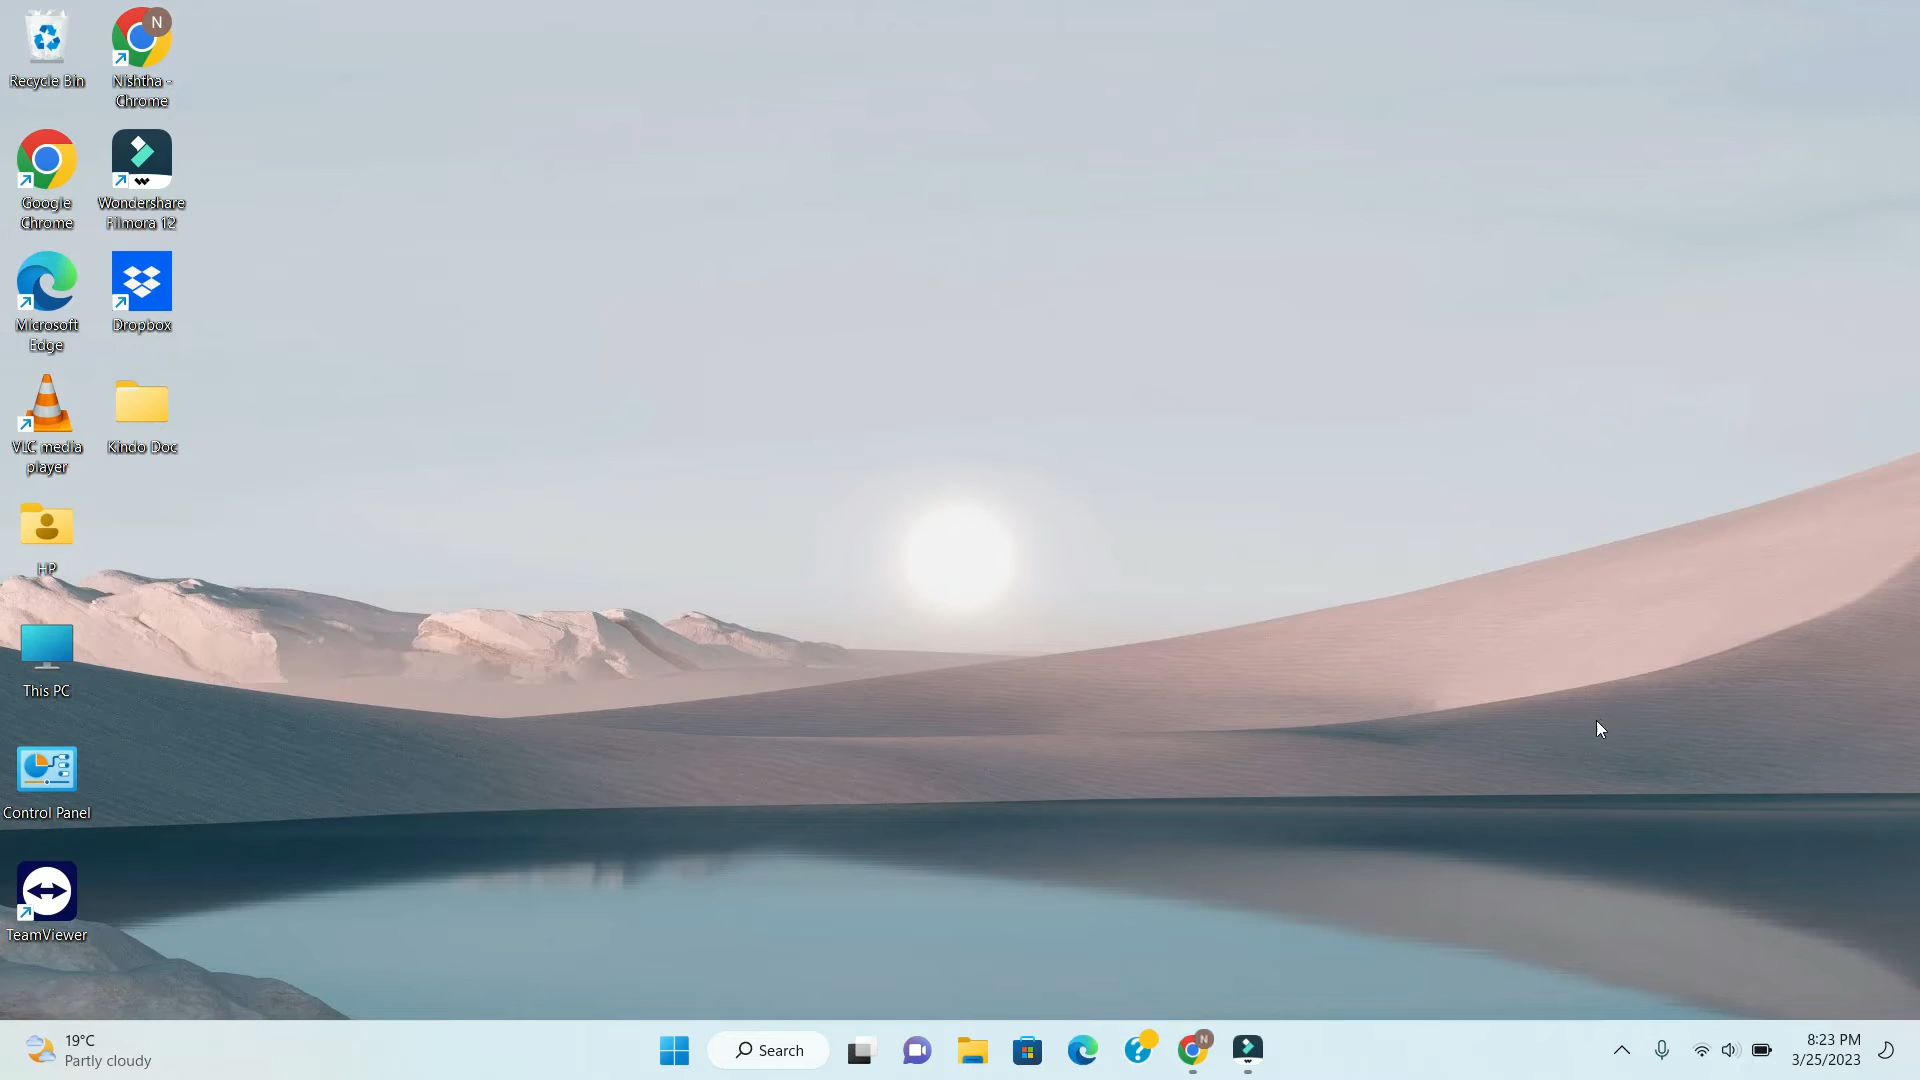 Recycle Bin
N
Nishtha -
Chrome
Google
Chrome
Wondershare
Filmora 12
Microsoft
Edge
Dropbox
VLC media
player
Kindo Doc
HP
This PC
Control Panel
TeamViewer
19°C
Partly cloudy
Search
N
8:23 PM
3/25/2023